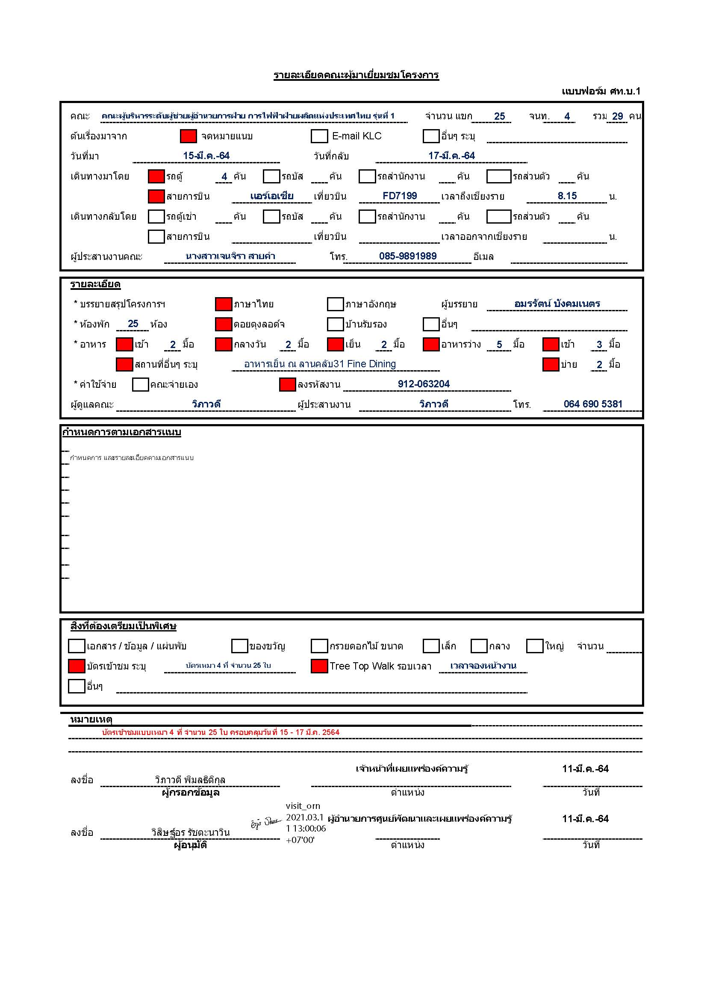 รายละเอียดคณะผู้มาเยี่ยมชมโครงการ
แบบฟอร์ม ศท.บ.1
คณะ คณะผู้บริหารระดับผู้ช่วยผู้อำนวยการฝ่าย การไฟฟ้าฝ่ายผลิตแห่งประเทศไทย รุ่นที่ 1 จำนวน แขก 25 จนท. 4 รวม 29 คน
ต้นเรื่องมาจาก จดหมายแนบ E-mail KLC อื่นๆ ระบุ
วันที่มา 15-มี.ค.-64 วันที่กลับ 17-มี.ค.-64
เดินทางมาโดย รถตู้ 4 คัน รถบัส คัน รถสำนักงาน คัน รถส่วนตัว คัน
สายการบิน แอร์เอเชีย เที่ยวบิน FD7199 เวลาถึงเชียงราย 8.15 น.
เดินทางกลับโดย รถตู้เช่า คัน รถบัส คัน รถสำนักงาน คัน รถส่วนตัว คัน
สายการบิน เที่ยวบิน เวลาออกจากเชียงราย น.
ผู้ประสานงานคณะ นางสาวเจนจิรา สายคำ โทร. 085-9891989 อีเมล
รายละเอียด
* บรรยายสรุปโครงการฯ ภาษาไทย ภาษาอังกฤษ ผู้บรรยาย อมรรัตน์ บังคมเนตร
* ห้องพัก 25 ห้อง ดอยตุงลอด์จ บ้านรับรอง อื่นๆ
* อาหาร เช้า 2 มื้อ กลางวัน 2 มื้อ เย็น 2 มื้อ อาหารว่าง 5 มื้อ เช้า 3 มื้อ
สถานที่อื่นๆ ระบุ อาหารเย็น ณ ลานคลับ31 Fine Dining บ่าย 2 มื้อ
* ค่าใช้จ่าย คณะจ่ายเอง ลงรหัสงาน 912-063204
ผู้ดูแลคณะ วิภาวดี ผู้ประสานงาน วิภาวดี โทร. 064 690 5381
กำหนดการตามเอกสารแนบ
กำหนดการ และรายละเอียดตามเอกสารแนบ
สิ่งที่ต้องเตรียมเป็นพิเศษ
เอกสาร / ข้อมูล / แผ่นพับ ของขวัญ กรวยดอกไม้ ขนาด เล็ก กลาง ใหญ่ จำนวน
บัตรเข้าชม ระบุ บัตรเหมา 4 ที่ จำนวน 25 ใบ Tree Top Walk รอบเวลา เวลาจองหน้างาน
อื่นๆ
หมายเหตุ
บัตรเข้าชมแบบเหมา 4 ที่ จำนวน 25 ใบ ครอบคลุมวันที่ 15 - 17 มี.ค. 2564
เจ้าหน้าที่เผยแพร่องค์ความรู้ 11-มี.ค.-64
ลงชื่อ วิภาวดี พิมลธิติกุล
ผู้กรอกข้อมูล ตำแหน่ง วันที่
visit_orn
2021.03.1 ผู้อำนวยการศูนย์พัฒนาและเผยแพร่องค์ความรู้ 11-มี.ค.-64
1 13:00:06
ลงชื่อ วิสิษฐ์อร รัชตะนาวิน
+07'00'
ผู้อนุมัติ ตำแหน่ง วันที่